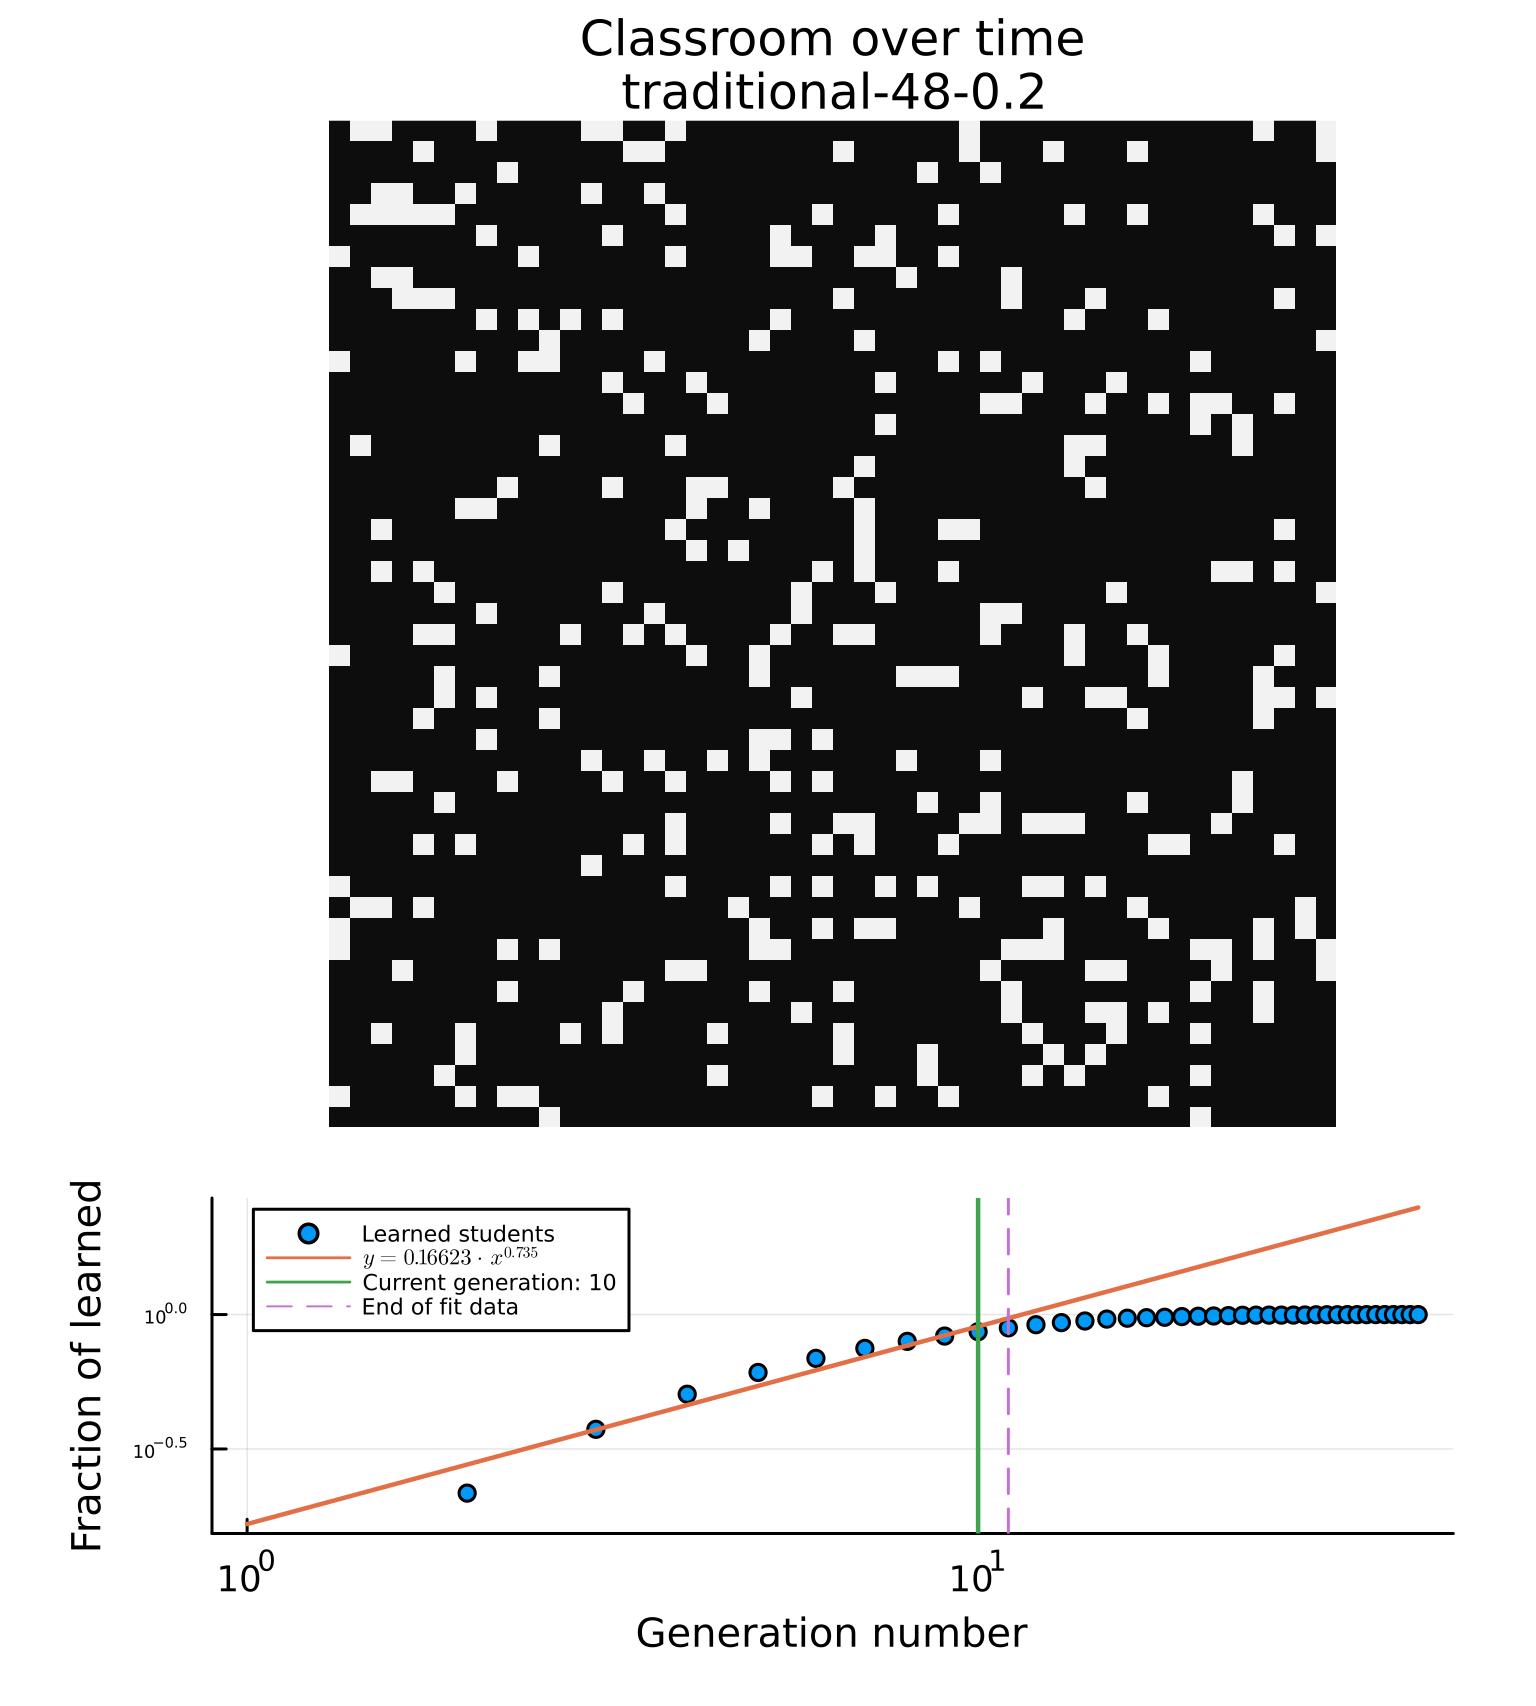 Classroom over time
traditional-48-0.2
Fraction of learned
Learned students
y = 0.16623 · x^0.735
Current generation: 10
End of fit data
10^0.0
10^−0.5
10^0
10^1
Generation number